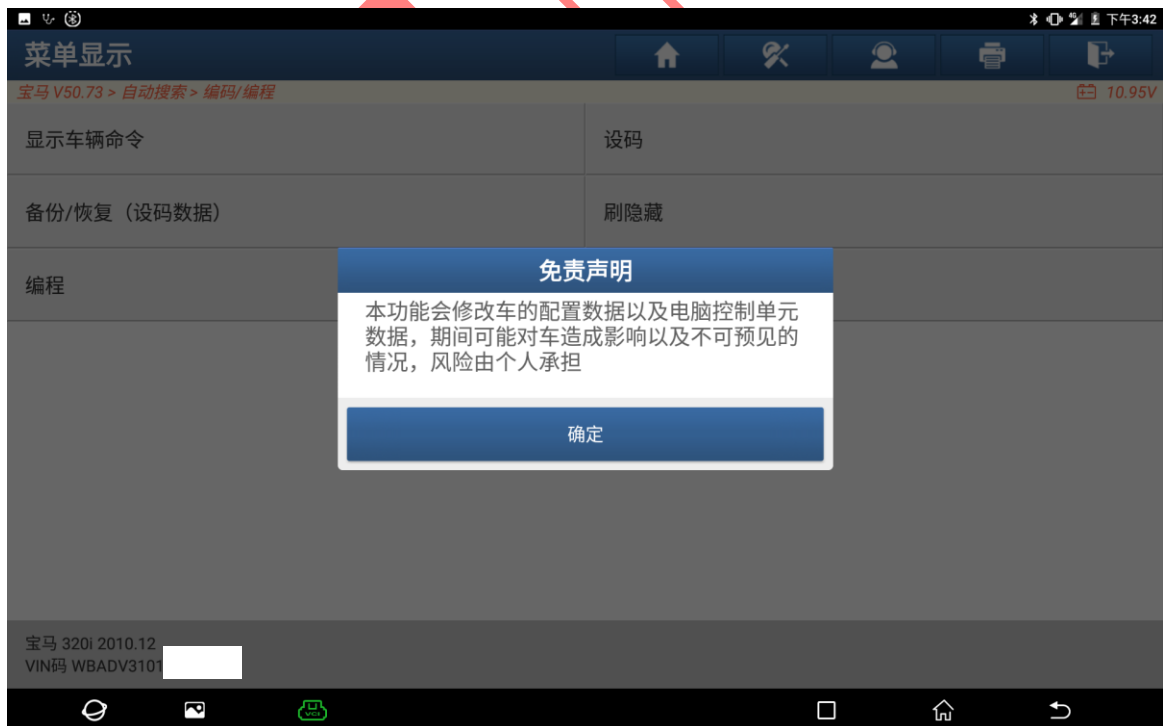 下午3:42
菜单显示
宝马 V50.73 > 自动搜索 > 编码/编程
10.95V
显示车辆命令
设码
备份/恢复（设码数据）
刷隐藏
编程
免责声明
本功能会修改车的配置数据以及电脑控制单元
数据，期间可能对车造成影响以及不可预见的
情况，风险由个人承担
确定
宝马 320i 2010.12
VIN码 WBADV3101
VCI